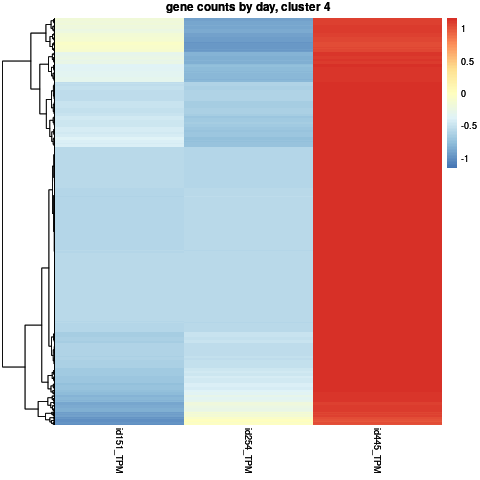 gene counts by day, cluster 4
1
0.5
0
-0.5
-1
id151_TPM
id254_TPM
id445_TPM